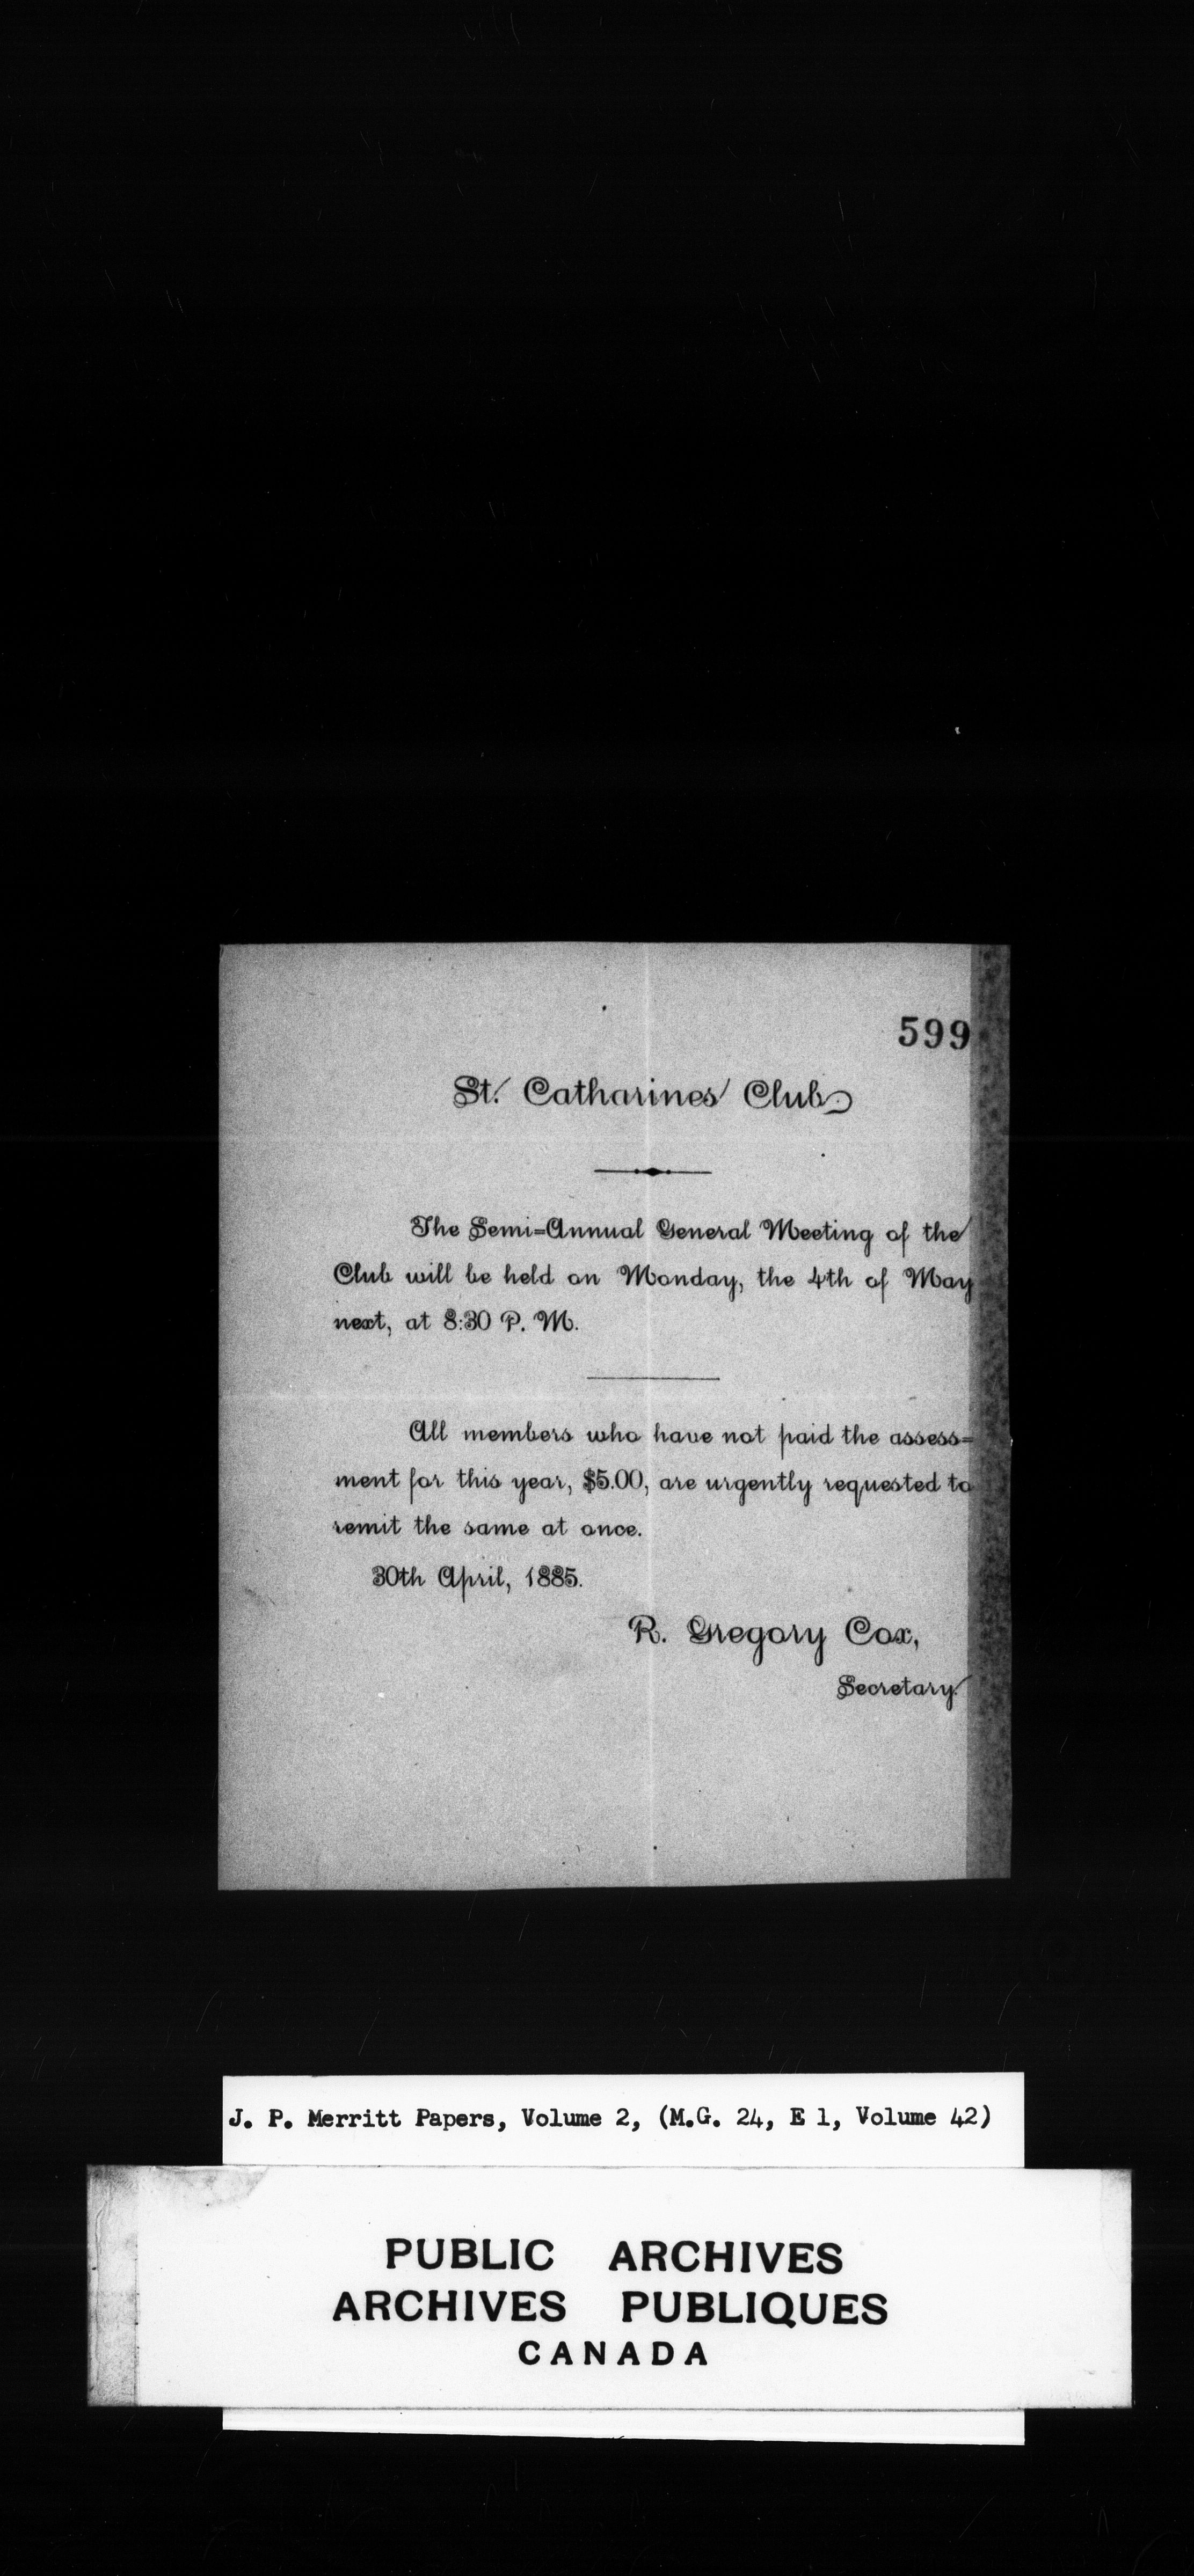 599
St. Catharines Club
The Semi=Annual General Meeting of the
Club will be held on Monday, the 4th of May
next, at 8:30 P. M.
All members who have not paid the assess=
ment for this year, $5.00, are urgently requested to
remit the same at once.
30th April, 1885.
R. Gregory Cox,
Secretary.
J. P. Merritt Papers, Volume 2, (M.G. 24, E 1, Volume 42)
PUBLIC ARCHIVES
ARCHIVES PUBLIQUES
CANADA